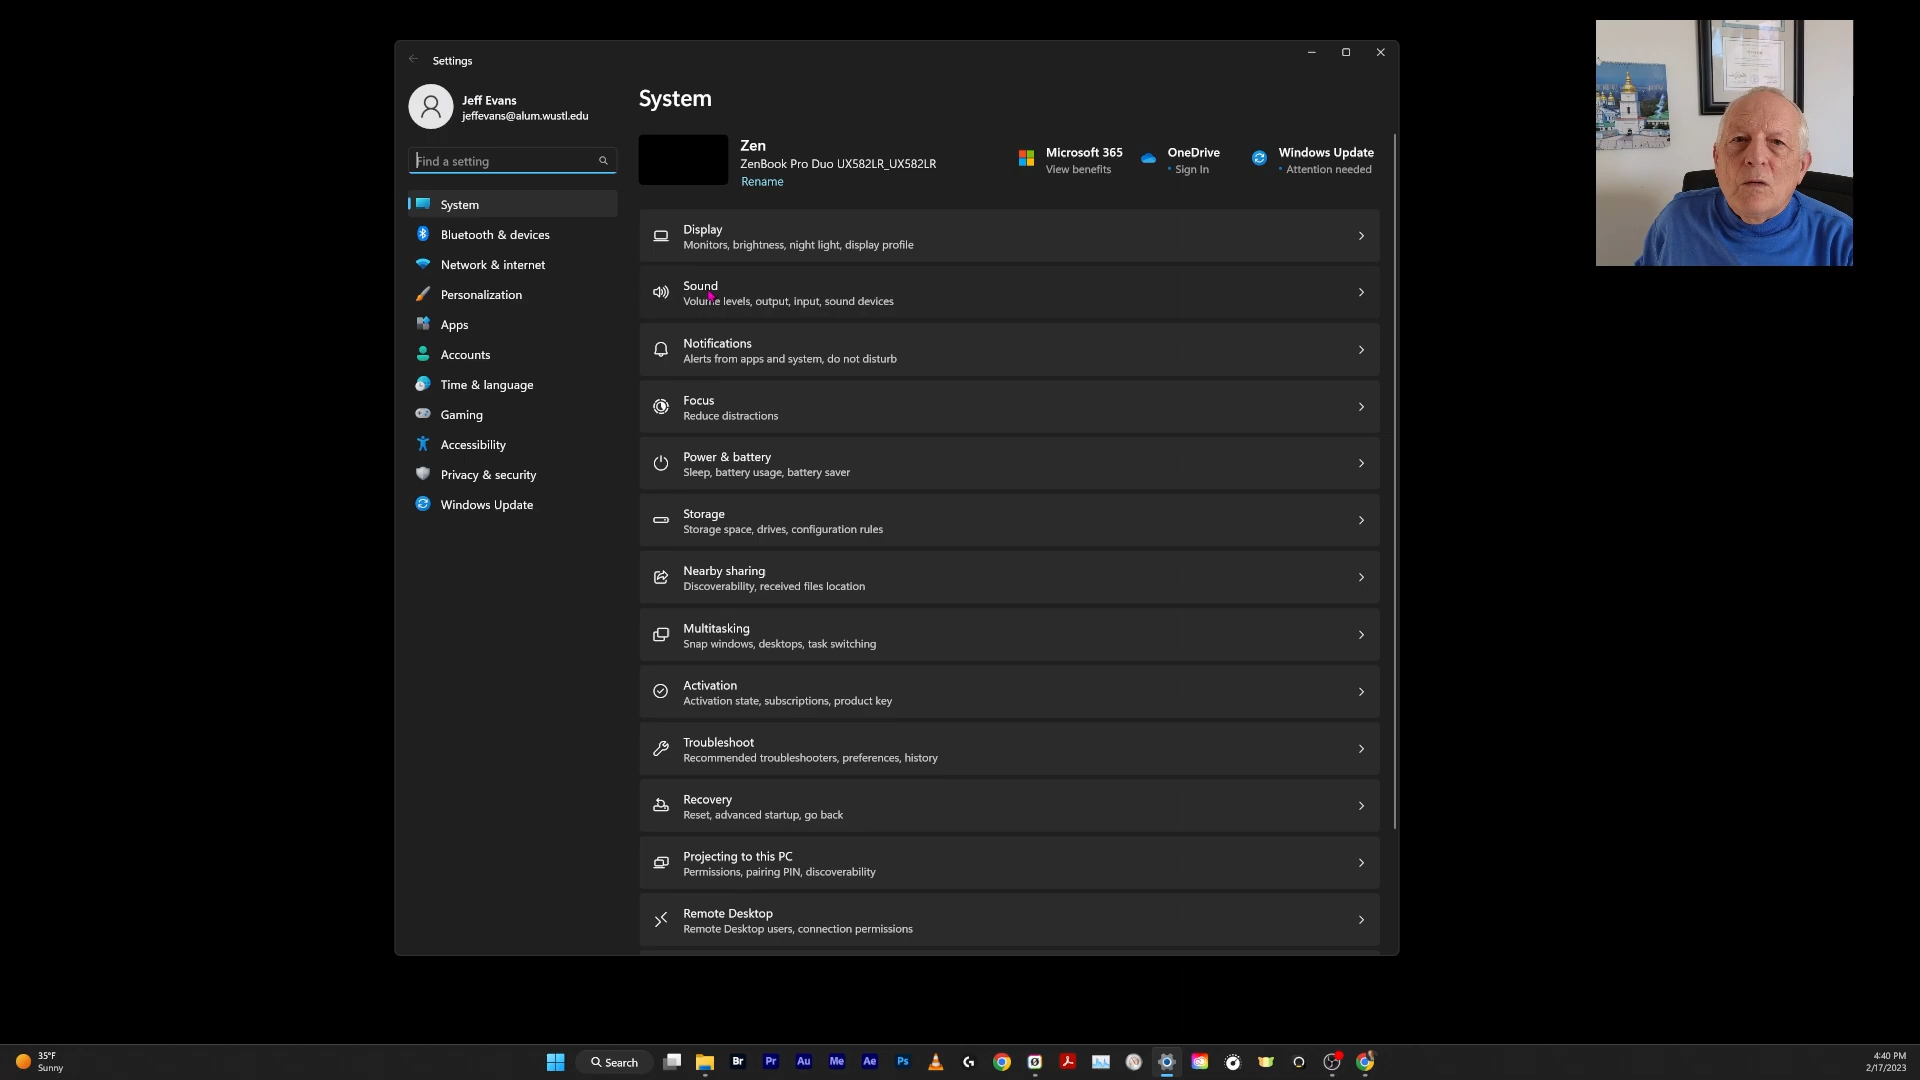 Settings
Jeff Evans
jeffevans@alum.wustl.edu
Find a setting
System
Bluetooth & devices
Network & internet
Personalization
Apps
Accounts
Time & language
Gaming
Accessibility
Privacy & security
Windows Update
System
Zen
ZenBook Pro Duo UX582LR_UX582LR
Rename
Microsoft 365
View benefits
OneDrive
• Sign In
Windows Update
• Attention needed
Display
Monitors, brightness, night light, display profile
Sound
Volume levels, output, input, sound devices
Notifications
Alerts from apps and system, do not disturb
Focus
Reduce distractions
Power & battery
Sleep, battery usage, battery saver
Storage
Storage space, drives, configuration rules
Nearby sharing
Discoverability, received files location
Multitasking
Snap windows, desktops, task switching
Activation
Activation state, subscriptions, product key
Troubleshoot
Recommended troubleshooters, preferences, history
Recovery
Reset, advanced startup, go back
Projecting to this PC
Permissions, pairing PIN, discoverability
Remote Desktop
Remote Desktop users, connection permissions
35°F
Sunny
Search
Br
Pr
Au
Me
Ae
Ps
4:40 PM
2/17/2023